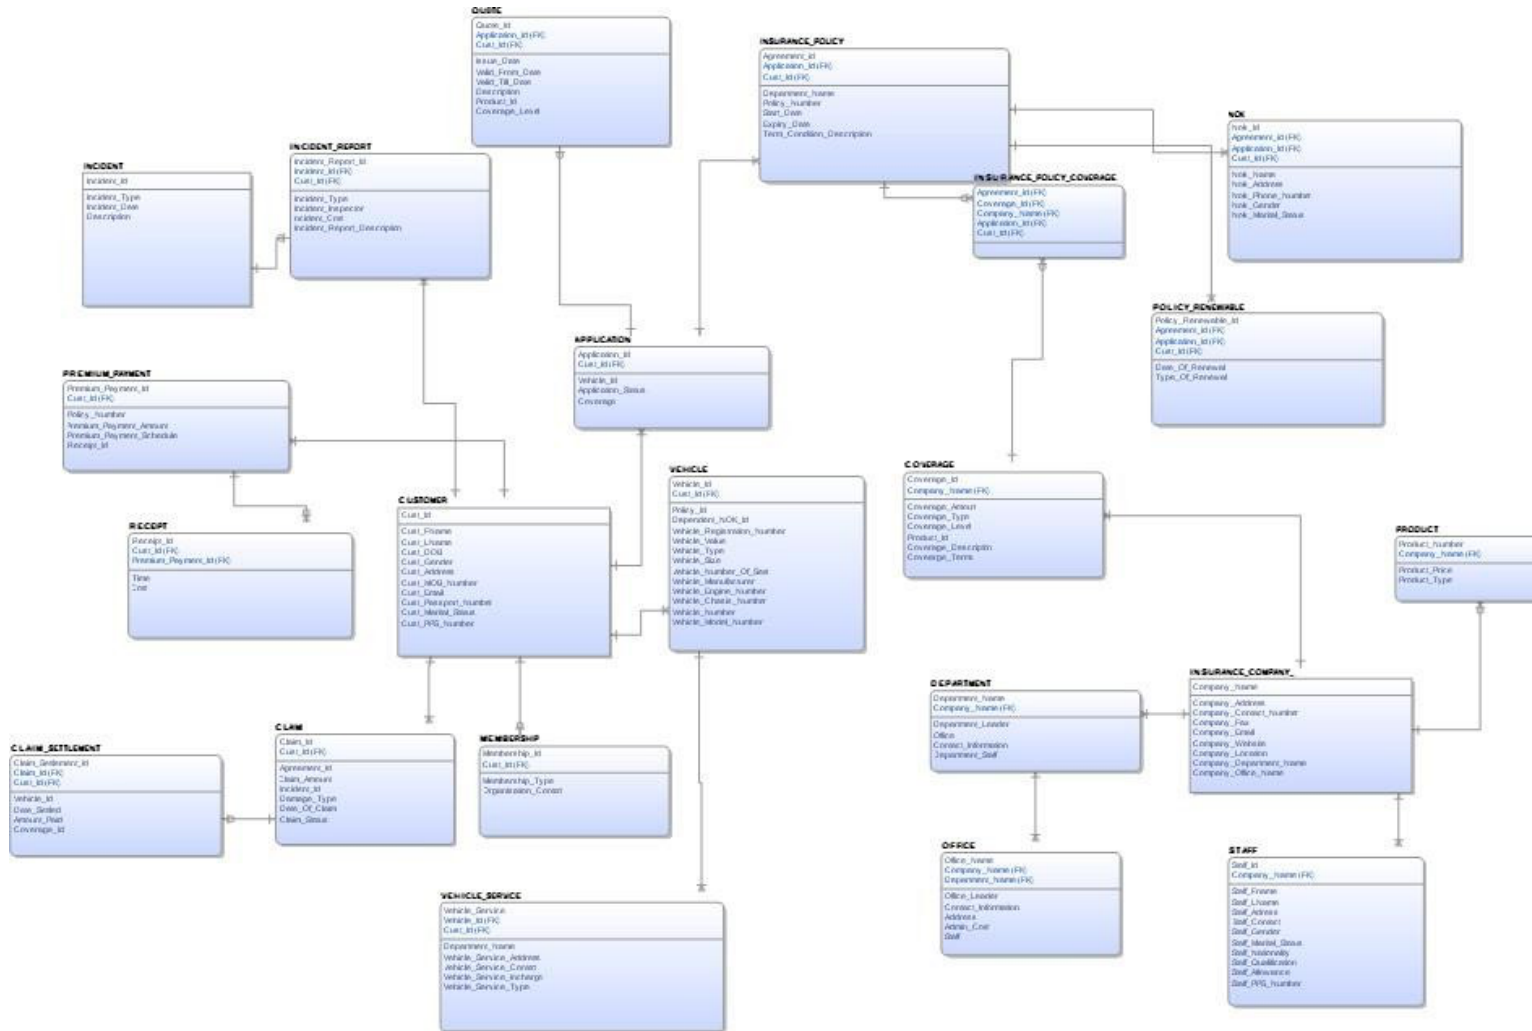 QUOTE
Quote_Id
Application_Id(FK)
Cust_Id(FK)
Issue_Date
Valid_From_Date
Valid_Till_Date
Description
Product_Id
Coverage_Level
INSURANCE_POLICY
Agreement_id
Application_Id(FK)
Cust_Id(FK)
Department_Name
Policy_Number
Start_Date
Expiry_Date
Term_Condition_Description
NOK
Nok_Id
Agreement_id(FK)
Application_Id(FK)
Cust_Id(FK)
Nok_Name
Nok_Address
Nok_Phone_Number
Nok_Gender
Nok_Marital_Status
INCIDENT
Incident_Id
Incident_Type
Incident_Date
Description
INCIDENT_REPORT
Incident_Report_Id
Incident_Id(FK)
Cust_Id(FK)
Incident_Type
Incident_Inspector
Incident_Cost
Incident_Report_Description
INSURANCE_POLICY_COVERAGE
Agreement_Id(FK)
Coverage_Id(FK)
Company_Name(FK)
Application_Id(FK)
Cust_Id(FK)
POLICY_RENEWABLE
Policy_Renewable_Id
Agreement_id(FK)
Application_Id(FK)
Cust_Id(FK)
Date_Of_Renewal
Type_Of_Renewal
APPLICATION
Application_Id
Cust_Id(FK)
Vehicle_Id
Application_Status
Coverage
PREMIUM_PAYMENT
Premium_Payment_Id
Cust_Id(FK)
Policy_Number
Premium_Payment_Amount
Premium_Payment_Schedule
Receipt_Id
RECEIPT
Receipt_Id
Cust_Id(FK)
Premium_Payment_Id(FK)
Time
Cost
CUSTOMER
Cust_Id
Cust_Fname
Cust_Lname
Cust_DOB
Cust_Gender
Cust_Address
Cust_MOB_Number
Cust_Email
Cust_Passport_Number
Cust_Marital_Status
Cust_PPS_Number
VEHICLE
Vehicle_Id
Cust_Id(FK)
Policy_Id
Dependent_NOK_Id
Vehicle_Registration_Number
Vehicle_Value
Vehicle_Type
Vehicle_Size
Vehicle_Number_Of_Seat
Vehicle_Manufacturer
Vehicle_Engine_Number
Vehicle_Chasis_Number
Vehicle_Number
Vehicle_Model_Number
COVERAGE
Coverage_Id
Company_Name(FK)
Coverage_Amount
Coverage_Type
Coverage_Level
Product_Id
Coverage_Descriptin
Coverage_Terms
PRODUCT
Product_Number
Company_Name(FK)
Product_Price
Product_Type
CLAIM_SETTLEMENT
Claim_Settlement_Id
Claim_Id(FK)
Cust_Id(FK)
Vehicle_Id
Date_Settled
Amount_Paid
Coverage_Id
CLAIM
Claim_Id
Cust_Id(FK)
Agreement_Id
Claim_Amount
Incident_Id
Damage_Type
Date_Of_Claim
Claim_Status
MEMBERSHIP
Membership_Id
Cust_Id(FK)
Membership_Type
Organisation_Contact
DEPARTMENT
Department_Name
Company_Name(FK)
Department_Leader
Office
Contact_Information
Department_Staff
INSURANCE_COMPANY_
Company_Name
Company_Address
Company_Contact_Number
Company_Fax
Company_Email
Company_Website
Company_Location
Company_Department_Name
Company_Office_Name
VEHICLE_SERVICE
Vehicle_Service
Vehicle_Id(FK)
Cust_Id(FK)
Department_Name
Vehicle_Service_Address
Vehicle_Service_Contact
Vehicle_Service_Incharge
Vehicle_Service_Type
OFFICE
Office_Name
Company_Name(FK)
Department_Name(FK)
Office_Leader
Contact_Information
Address
Admin_Cost
Staff
STAFF
Staff_Id
Company_Name(FK)
Staff_Fname
Staff_Lname
Staff_Adress
Staff_Contact
Staff_Gender
Staff_Marital_Status
Staff_Nationality
Staff_Qualification
Staff_Allowance
Staff_PPS_Number